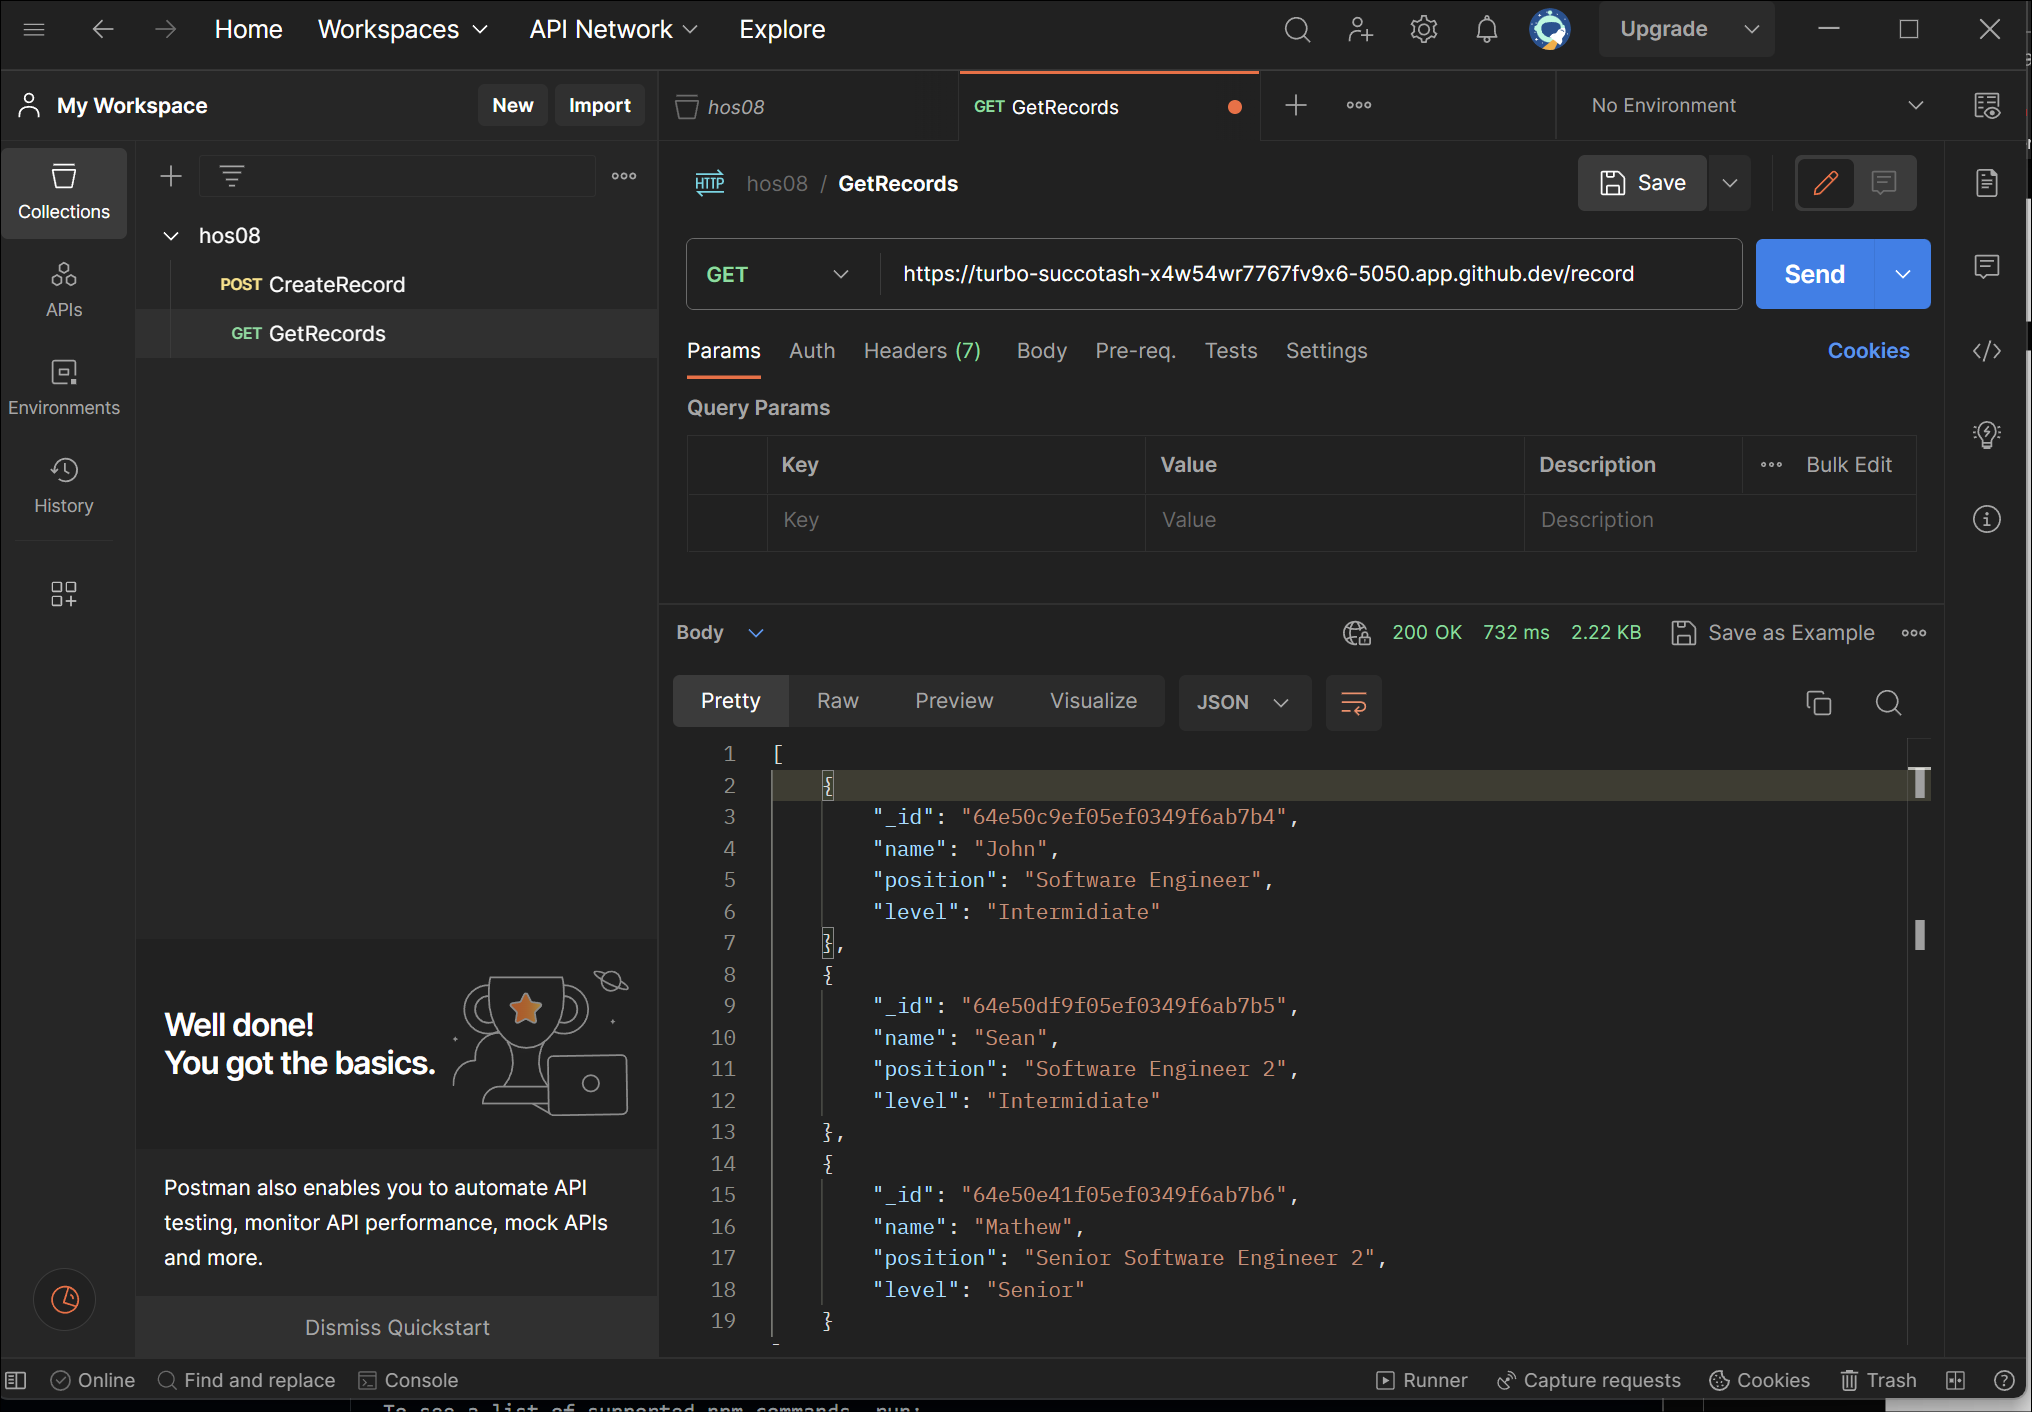 Home Workspaces API Network Explore Upgrade
My Workspace New Import hos08 GET GetRecords No Environment
Collections
APIs
Environments
History
hos08
POST CreateRecord
GET GetRecords
Well done!
You got the basics.
Postman also enables you to automate API
testing, monitor API performance, mock APIs
and more.
Dismiss Quickstart
HTTP hos08 / GetRecords Save
GET https://turbo-succotash-x4w54wr7767fv9x6-5050.app.github.dev/record Send
Params Auth Headers (7) Body Pre-req. Tests Settings Cookies
Query Params
Key Value Description Bulk Edit
Key Value Description
Body 200 OK 732 ms 2.22 KB Save as Example
Pretty Raw Preview Visualize JSON
1 [
2 {
3 "_id": "64e50c9ef05ef0349f6ab7b4",
4 "name": "John",
5 "position": "Software Engineer",
6 "level": "Intermidiate"
7 },
8 {
9 "_id": "64e50df9f05ef0349f6ab7b5",
10 "name": "Sean",
11 "position": "Software Engineer 2",
12 "level": "Intermidiate"
13 },
14 {
15 "_id": "64e50e41f05ef0349f6ab7b6",
16 "name": "Mathew",
17 "position": "Senior Software Engineer 2",
18 "level": "Senior"
19 }
Online Find and replace Console Runner Capture requests Cookies Trash
To see a list of supported npm commands, run: